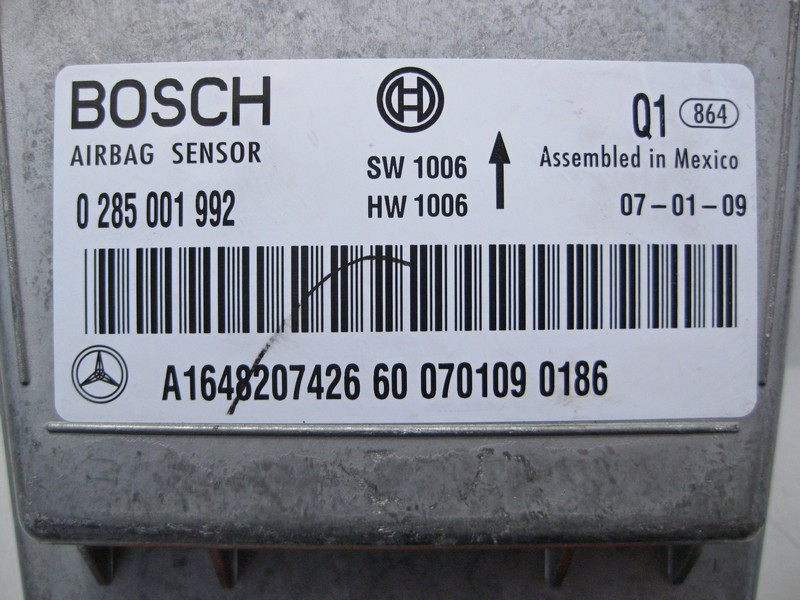 BOSCH
AIRBAG SENSOR
0 285 001 992
SW 1006
HW 1006
Q1 864
Assembled in Mexico
07-01-09
A1648207426 60 070109 0186